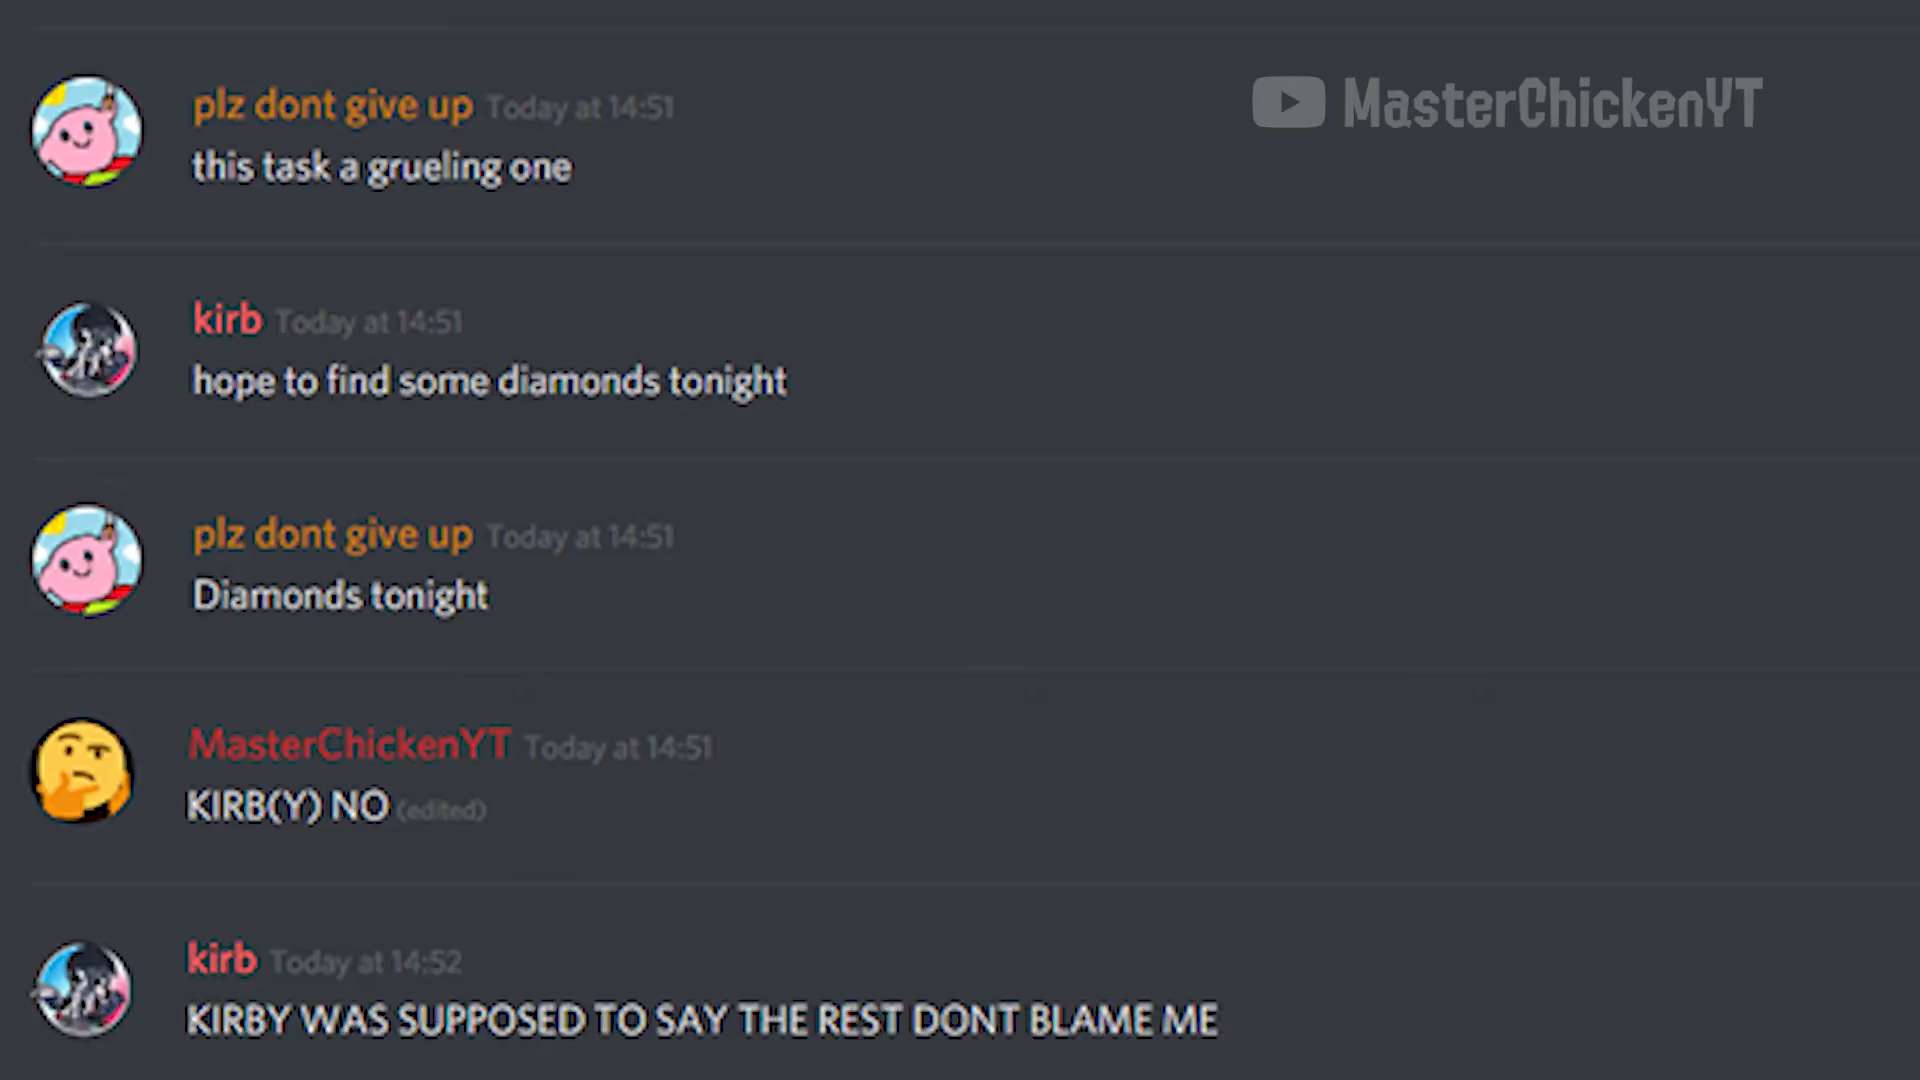 MasterChickenYT
plz dont give up Today at 14:51
this task a grueling one
kirb Today at 14:51
hope to find some diamonds tonight
plz dont give up Today at 14:51
Diamonds tonight
MasterChickenYT Today at 14:51
KIRB(Y) NO (edited)
kirb Today at 14:52
KIRBY WAS SUPPOSED TO SAY THE REST DONT BLAME ME